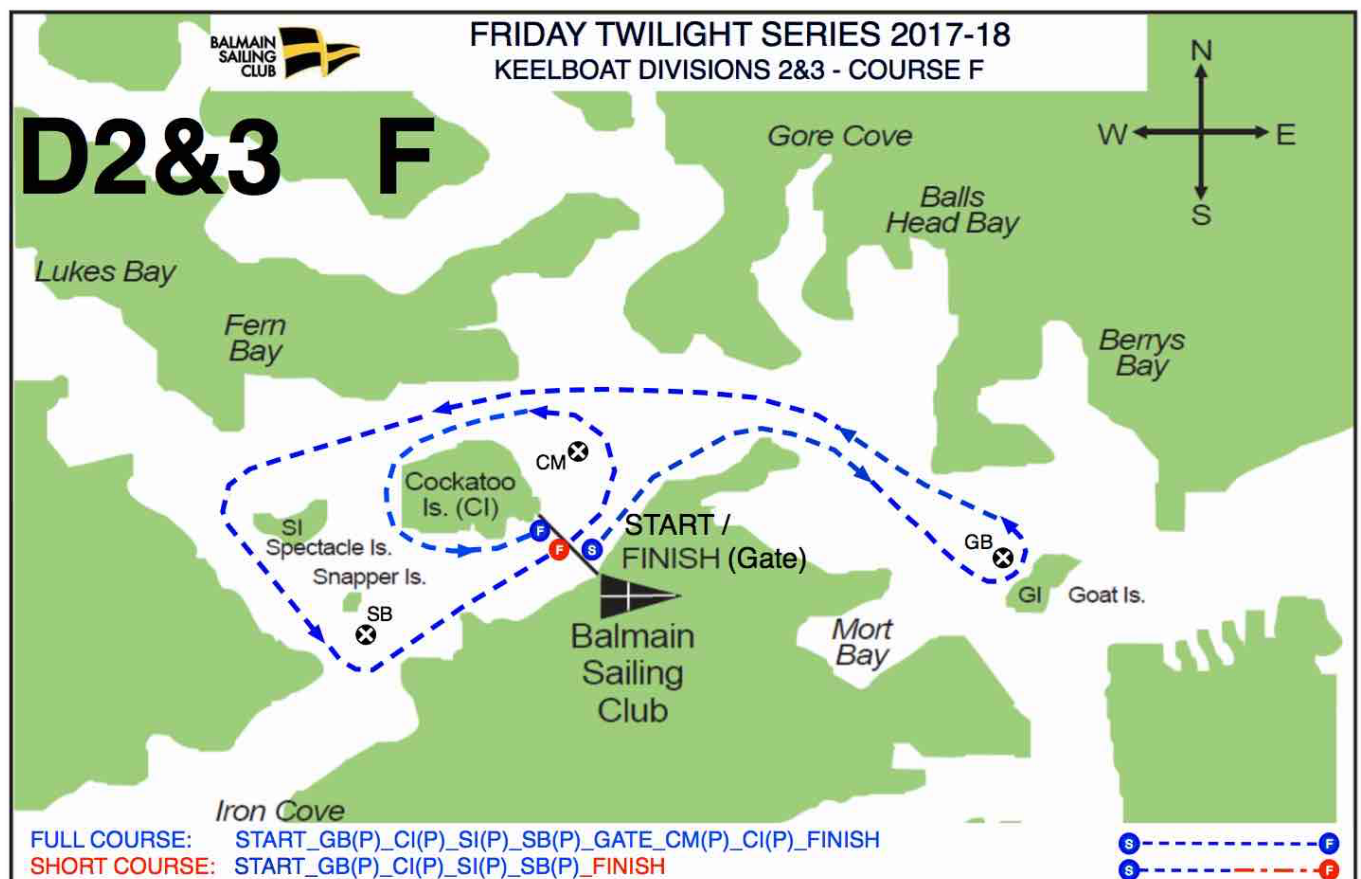 BALMAIN
SAILING
CLUB
FRIDAY TWILIGHT SERIES 2017-18
KEELBOAT DIVISIONS 2&3 - COURSE F
D2&3 F
N
W E
S
Gore Cove
Balls
Head Bay
Lukes Bay
Fern
Bay
Berrys
Bay
CM
Cockatoo
Is. (CI)
SI
Spectacle Is.
Snapper Is.
SB
F
F
S
START /
FINISH (Gate)
GB
GI Goat Is.
Balmain
Sailing
Club
Mort
Bay
Iron Cove
FULL COURSE: START_GB(P)_CI(P)_SI(P)_SB(P)_GATE_CM(P)_CI(P)_FINISH
S F
SHORT COURSE: START_GB(P)_CI(P)_SI(P)_SB(P)_FINISH
S F